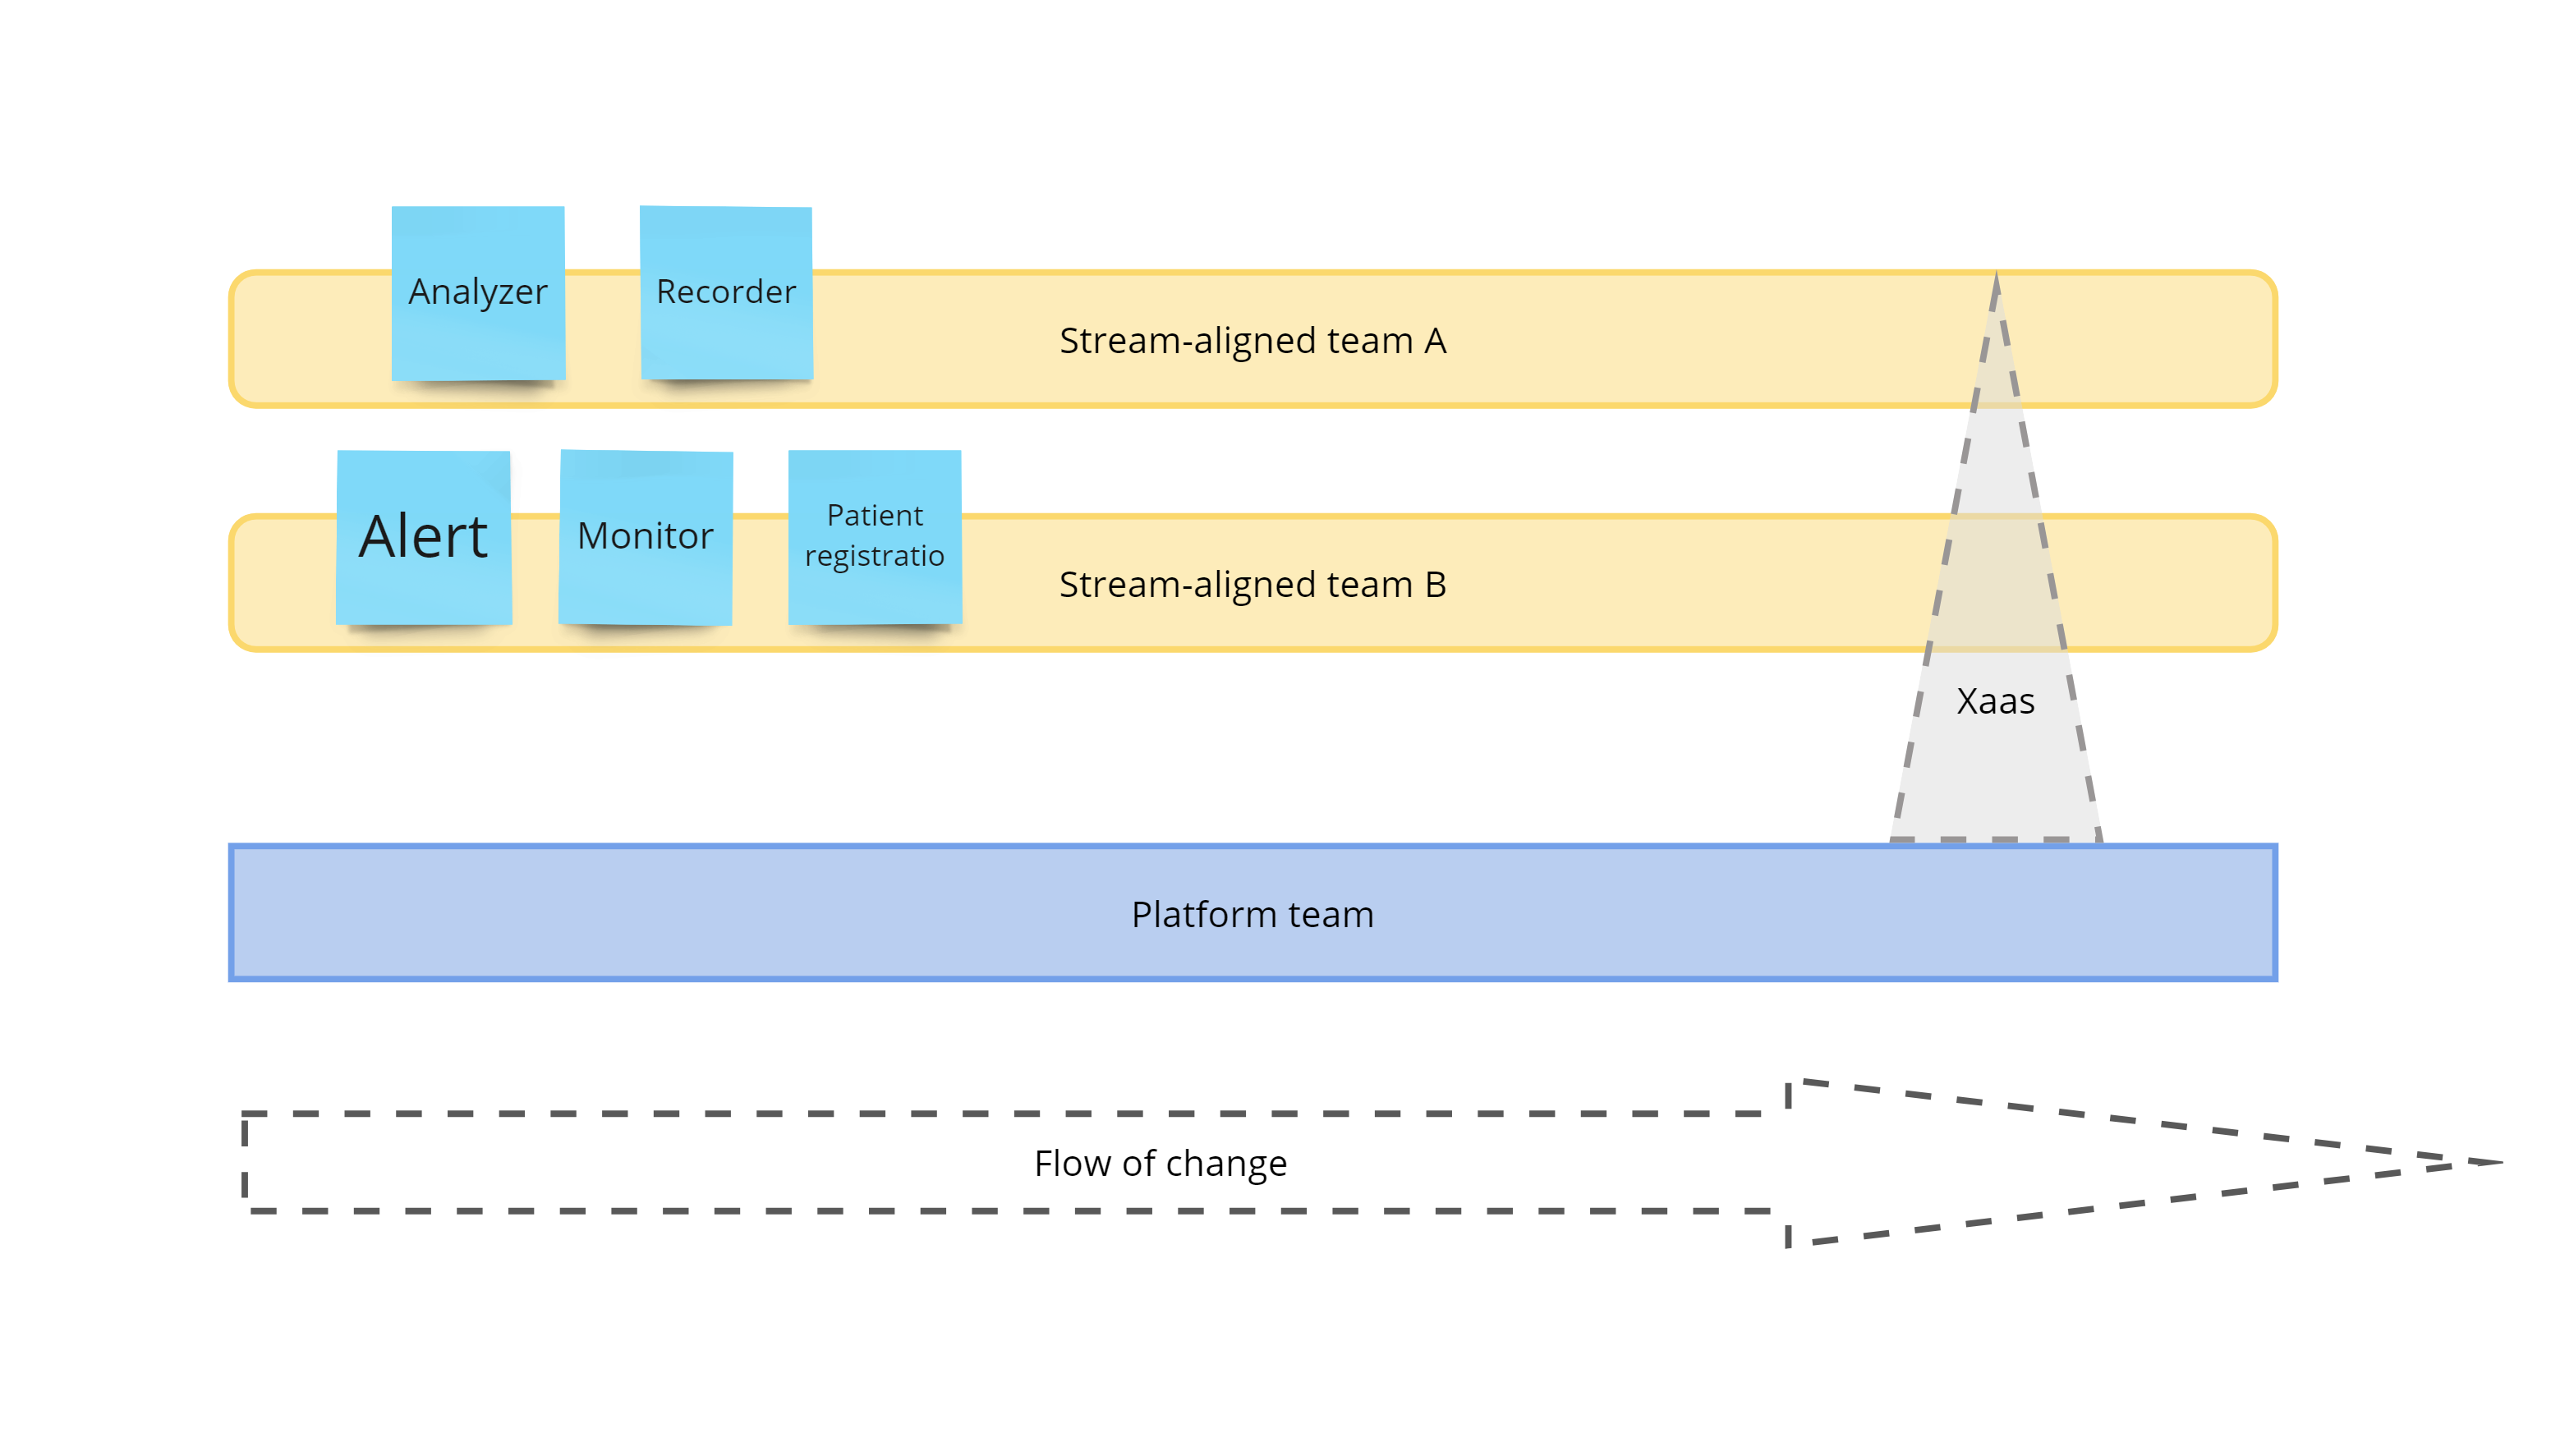 Analyzer
Recorder
Stream-aligned team A
Alert
Monitor
Patient
registratio
Stream-aligned team B
Xaas
Platform team
Flow of change